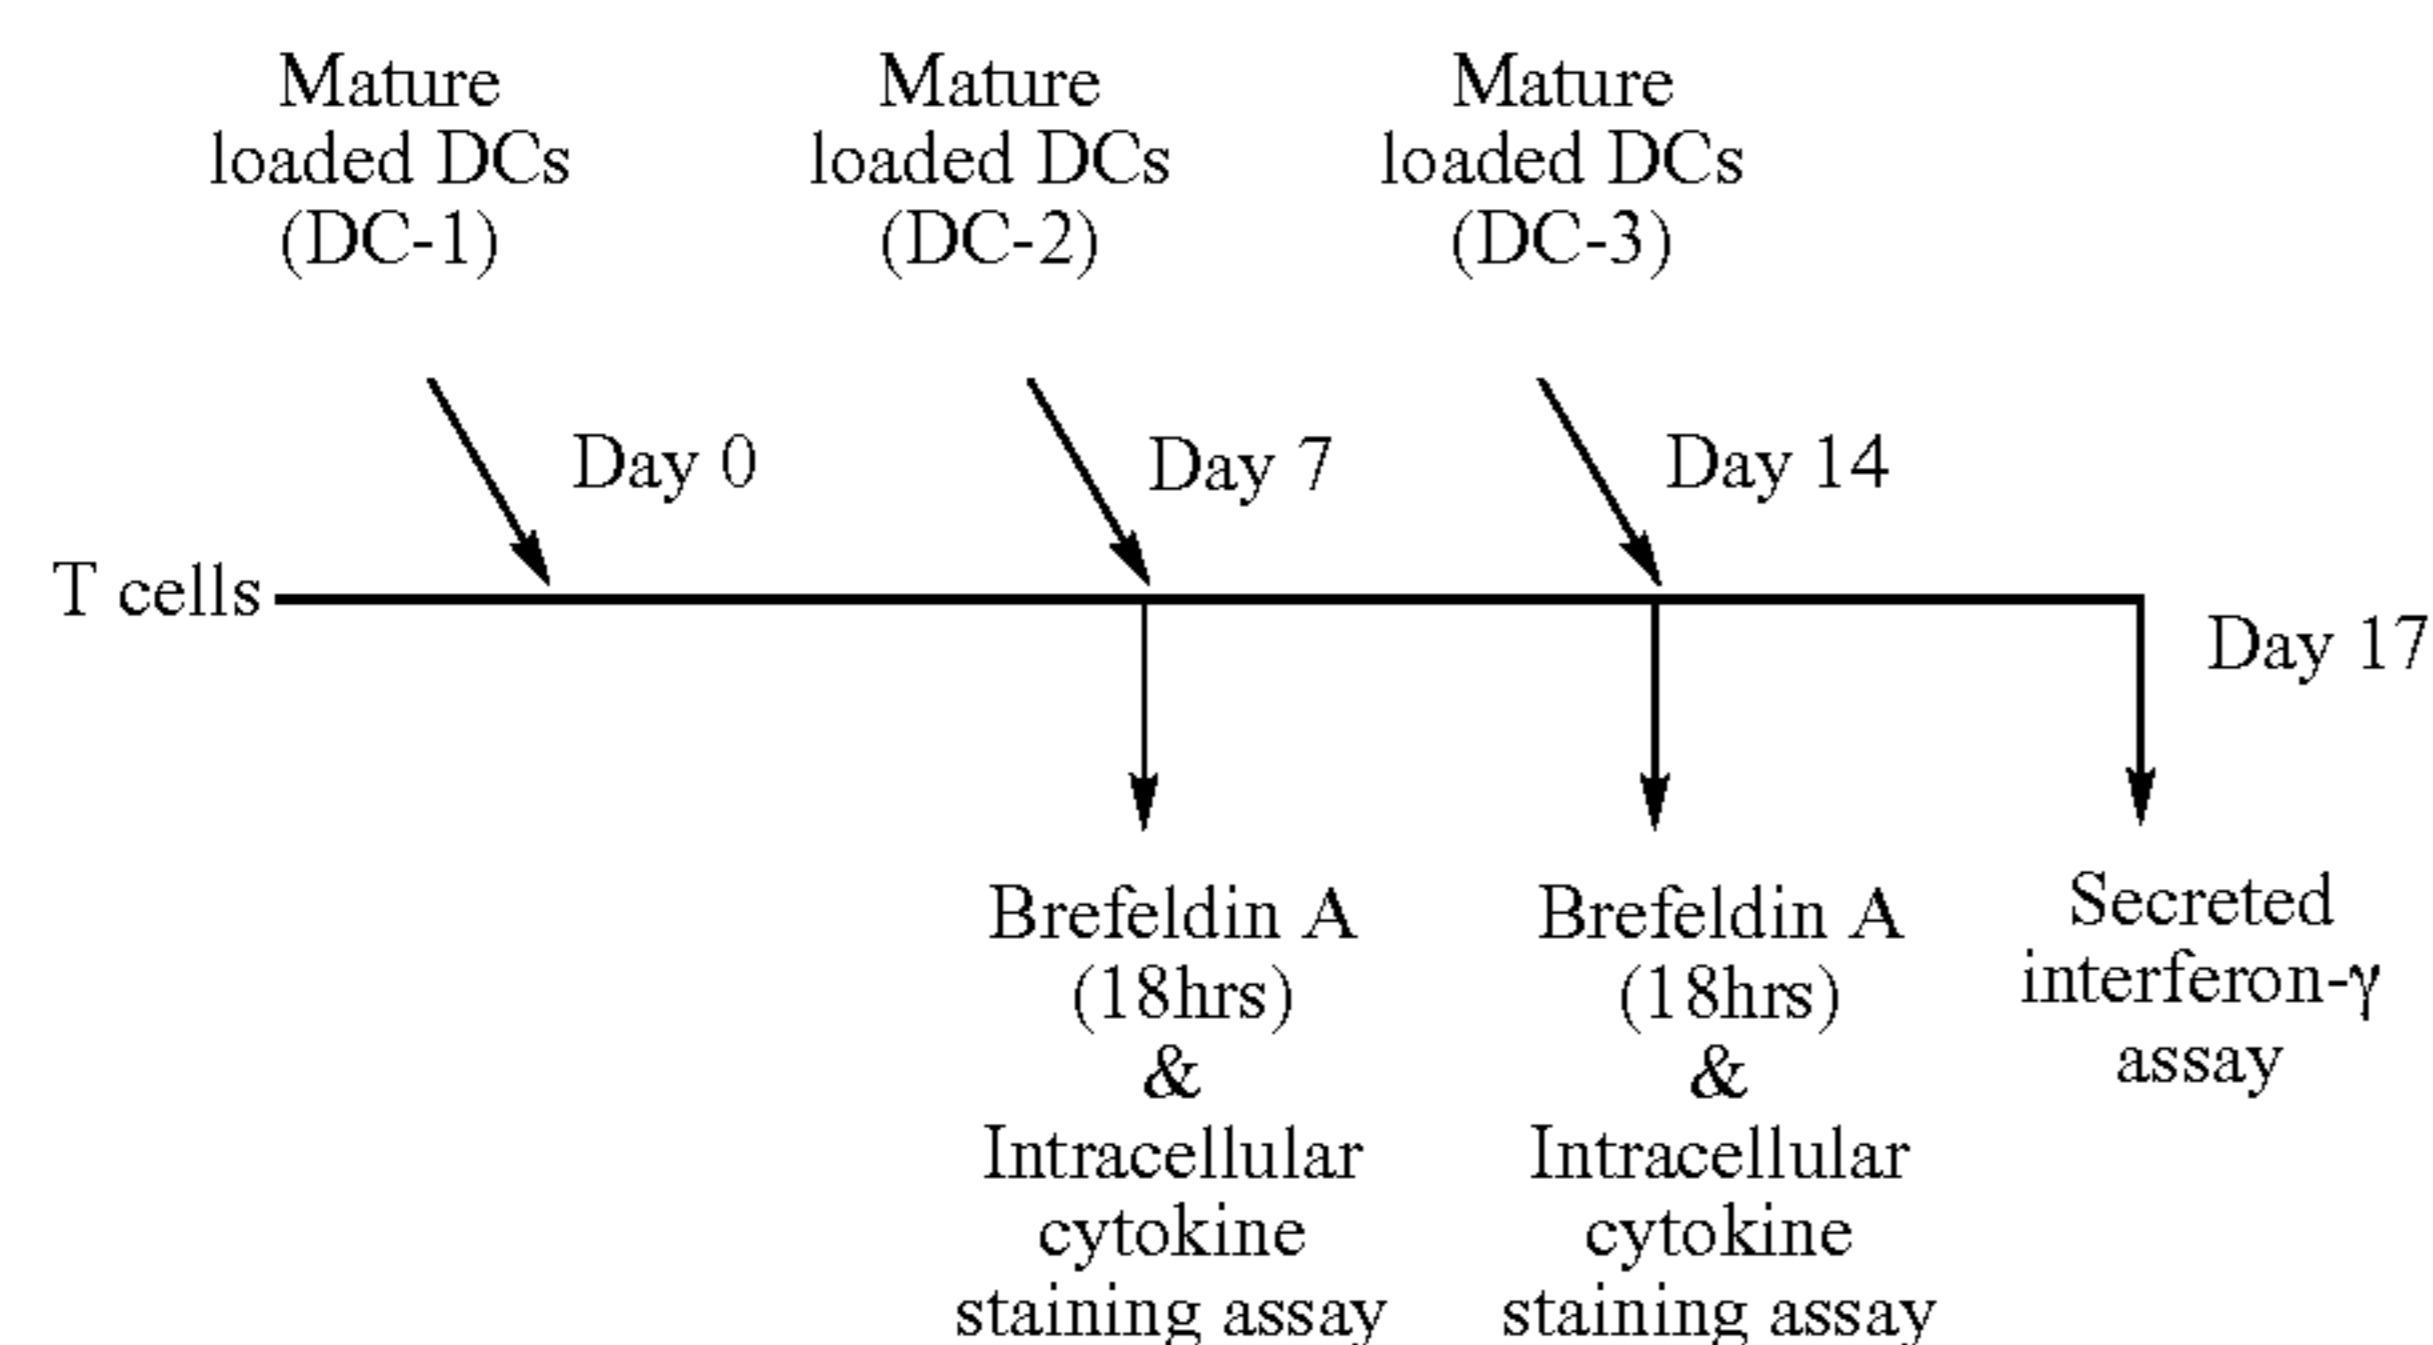 Mature
loaded DCs
(DC-1)
Mature
loaded DCs
(DC-2)
Mature
loaded DCs
(DC-3)
Day 0
Day 7
Day 14
T cells
Day 17
Brefeldin A
(18hrs)
&
Intracellular
cytokine
staining assay
Brefeldin A
(18hrs)
&
Intracellular
cytokine
staining assay
Secreted
interferon-γ
assay